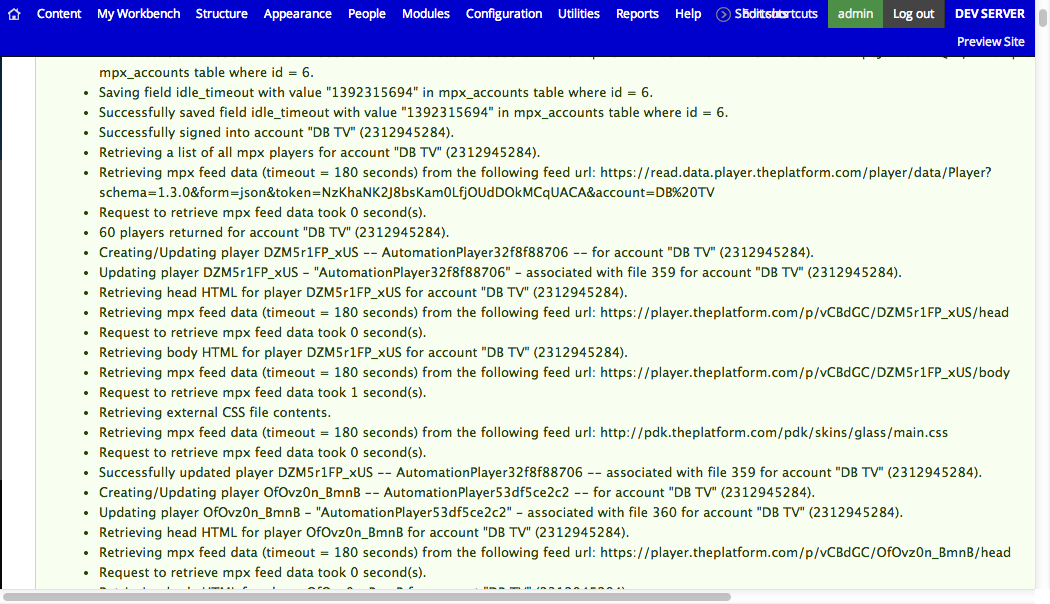 Content My Workbench Structure Appearance People Modules Configuration Utilities Reports Help admin Log out DEV SERVER
Preview Site
mpx_accounts table where id = 6.
Saving field idle_timeout with value "1392315694" in mpx_accounts table where id = 6.
Successfully saved field idle_timeout with value "1392315694" in mpx_accounts table where id = 6.
Successfully signed into account "DB TV" (2312945284).
Retrieving a list of all mpx players for account "DB TV" (2312945284).
Retrieving mpx feed data (timeout = 180 seconds) from the following feed url: https://read.data.player.theplatform.com/player/data/Player?
schema=1.3.0&form=json&token=NzKhaNK2J8bsKam0LfjOUdDOkMCqUACA&account=DB%20TV
Request to retrieve mpx feed data took 0 second(s).
60 players returned for account "DB TV" (2312945284).
Creating/Updating player DZM5r1FP_xUS -- AutomationPlayer32f8f88706 -- for account "DB TV" (2312945284).
Updating player DZM5r1FP_xUS - "AutomationPlayer32f8f88706" - associated with file 359 for account "DB TV" (2312945284).
Retrieving head HTML for player DZM5r1FP_xUS for account "DB TV" (2312945284).
Retrieving mpx feed data (timeout = 180 seconds) from the following feed url: https://player.theplatform.com/p/vCBdGC/DZM5r1FP_xUS/head
Request to retrieve mpx feed data took 0 second(s).
Retrieving body HTML for player DZM5r1FP_xUS for account "DB TV" (2312945284).
Retrieving mpx feed data (timeout = 180 seconds) from the following feed url: https://player.theplatform.com/p/vCBdGC/DZM5r1FP_xUS/body
Request to retrieve mpx feed data took 1 second(s).
Retrieving external CSS file contents.
Retrieving mpx feed data (timeout = 180 seconds) from the following feed url: http://pdk.theplatform.com/pdk/skins/glass/main.css
Request to retrieve mpx feed data took 0 second(s).
Successfully updated player DZM5r1FP_xUS -- AutomationPlayer32f8f88706 -- associated with file 359 for account "DB TV" (2312945284).
Creating/Updating player OfOvz0n_BmnB -- AutomationPlayer53df5ce2c2 -- for account "DB TV" (2312945284).
Updating player OfOvz0n_BmnB - "AutomationPlayer53df5ce2c2" - associated with file 360 for account "DB TV" (2312945284).
Retrieving head HTML for player OfOvz0n_BmnB for account "DB TV" (2312945284).
Retrieving mpx feed data (timeout = 180 seconds) from the following feed url: https://player.theplatform.com/p/vCBdGC/OfOvz0n_BmnB/head
Request to retrieve mpx feed data took 0 second(s).